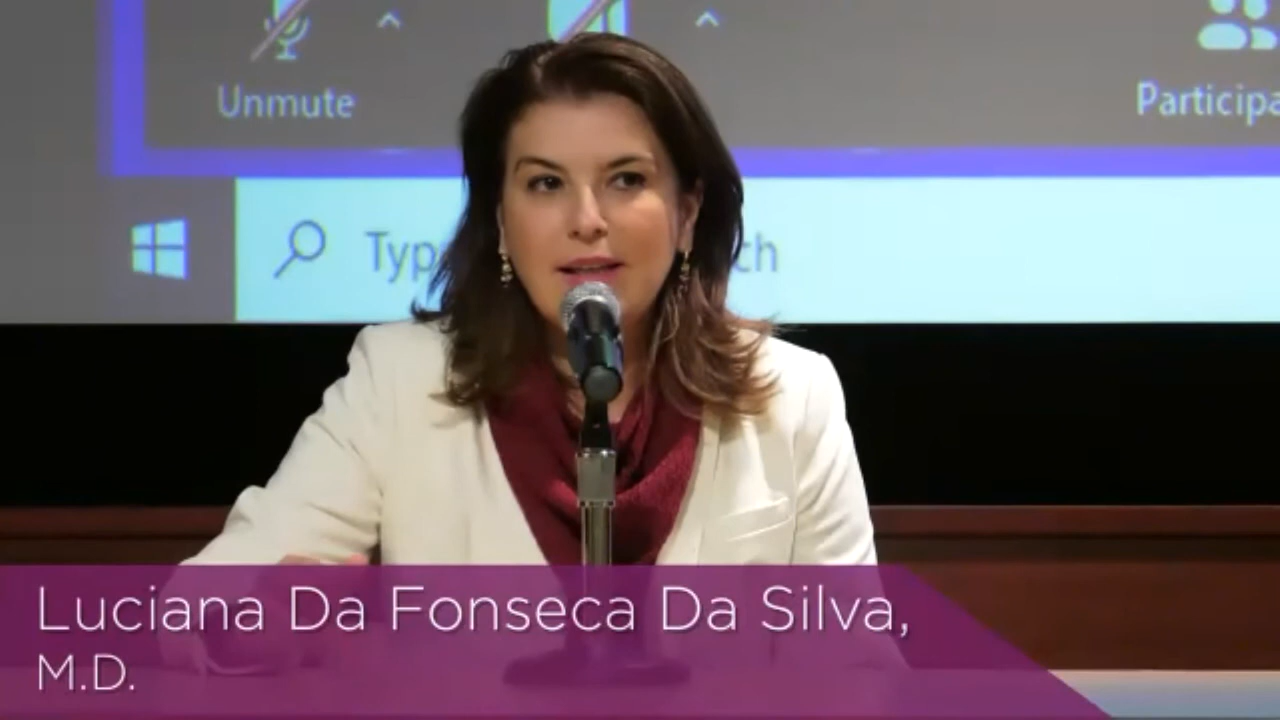 Unmute
Participa
Typ ch
Luciana Da Fonseca Da Silva,
M.D.